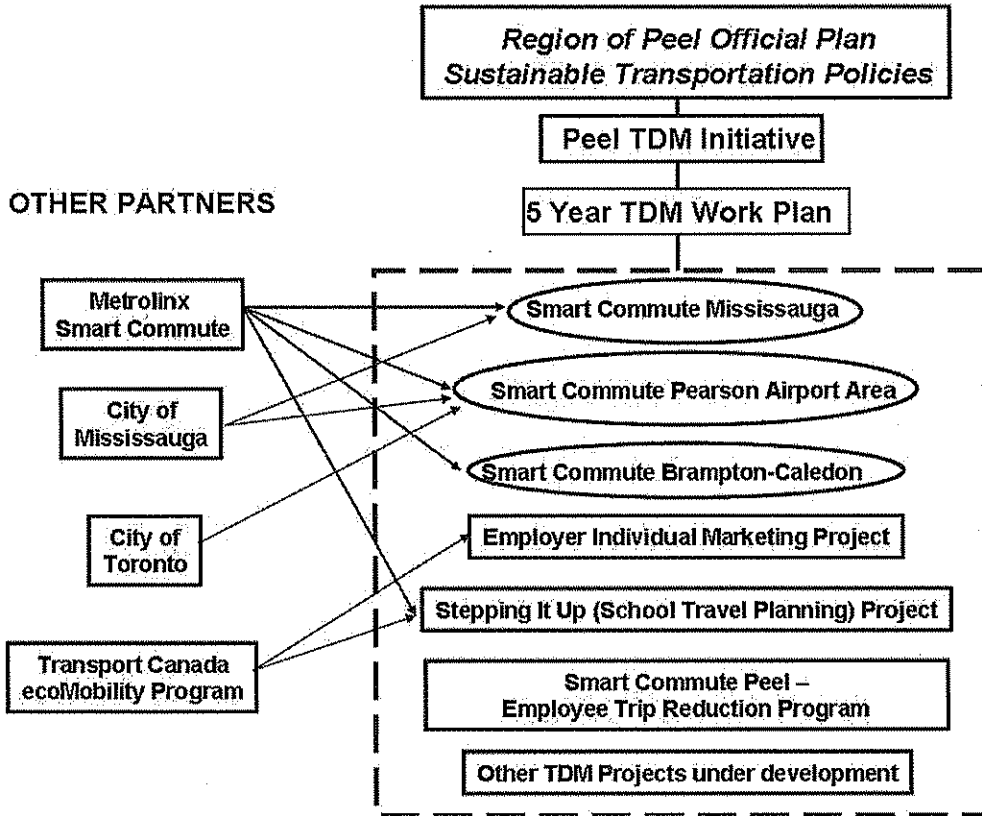 Region of Peel Official Plan
Sustainable Transportation Policies
Peel TDM Initiative
5 Year TDM Work Plan
OTHER PARTNERS
Metrolinx
Smart Commute
City of
Mississauga
City of
Toronto
Transport Canada
ecoMobility Program
Smart Commute Mississauga
Smart Commute Pearson Airport Area
Smart Commute Brampton-Caledon
Employer Individual Marketing Project
Stepping It Up (School Travel Planning) Project
Smart Commute Peel –
Employee Trip Reduction Program
Other TDM Projects under development